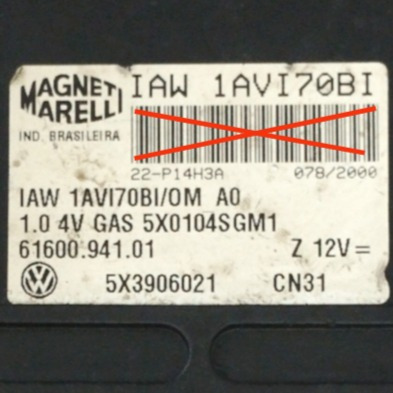 MAGNETI MARELLI
IAW 1AVI70BI
IND. BRASILEIRA
22-P14H3A 078/2000
IAW 1AVI70BI/OM A0
1.0 4V GAS 5X0104SGM1
61600.941.01 Z 12V=
5X3906021 CN31